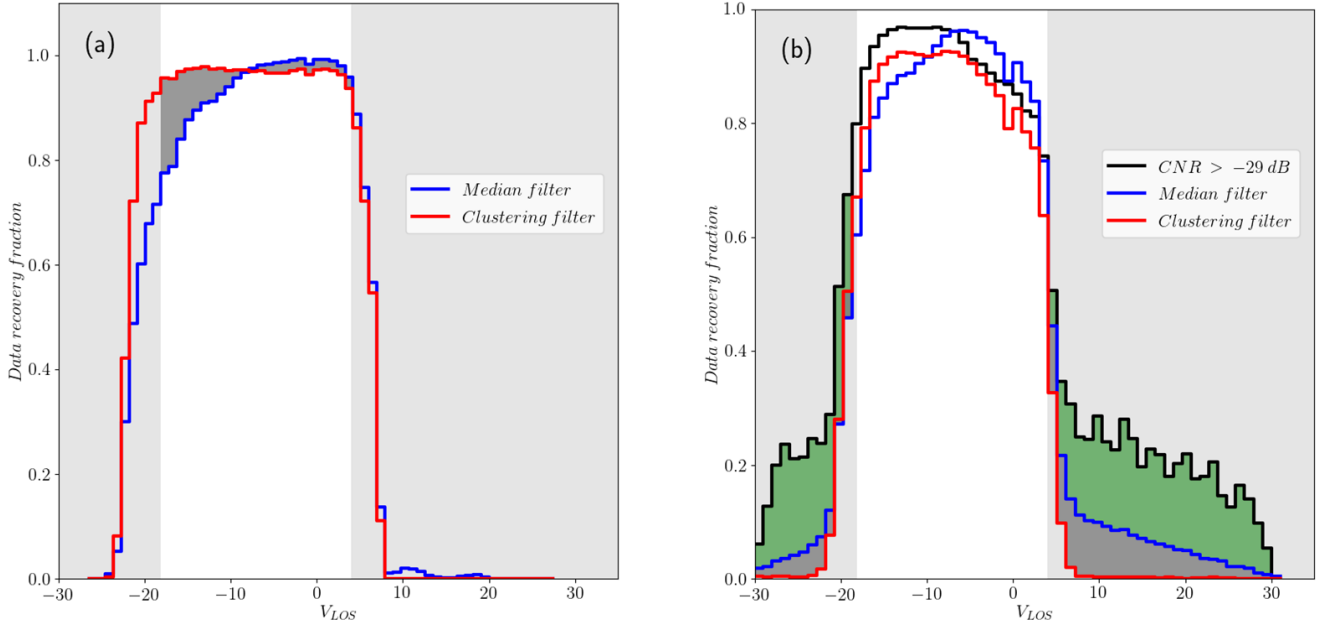 (a)
1.0
0.8
0.6
0.4
0.2
0.0
Data recovery fraction
Median filter
Clustering filter
−30 −20 −10 0 10 20 30
V_LOS
(b)
1.0
0.8
0.6
0.4
0.2
0.0
Data recovery fraction
CNR > −29 dB
Median filter
Clustering filter
−30 −20 −10 0 10 20 30
V_LOS